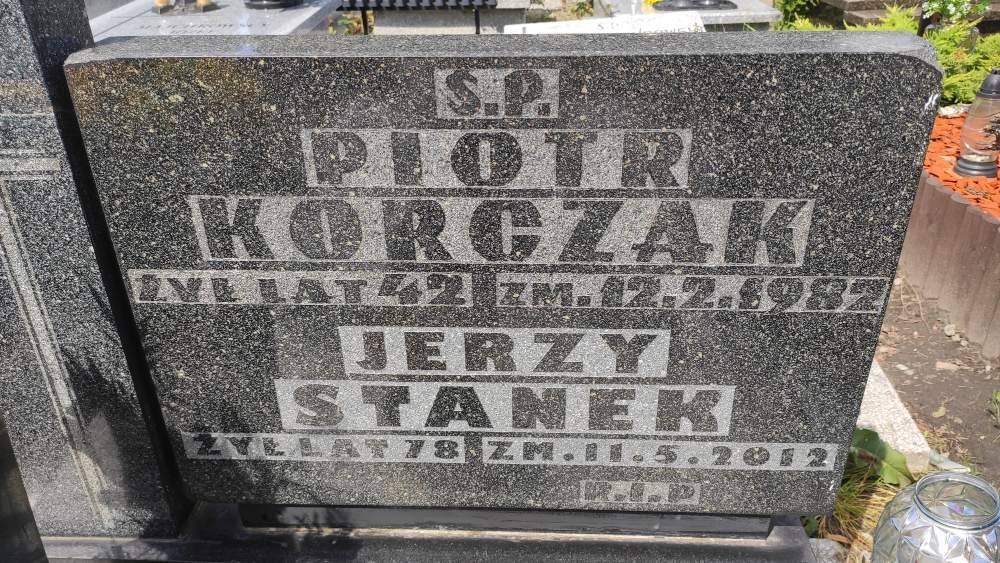 Ś.P.
PIOTR
KORCZAK
ŻYŁ LAT 42 ZM. 12.2.1982
JERZY
STANEK
ŻYŁ LAT 78 ZM. 11.5.2012
R.I.P